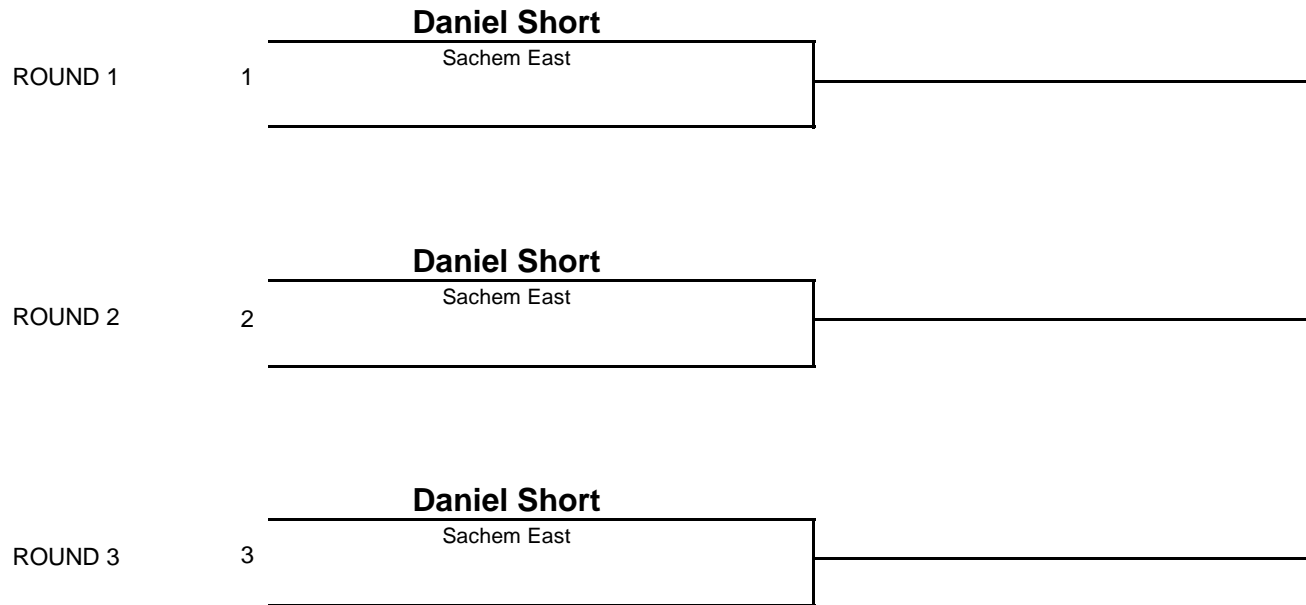 Daniel Short
Sachem East
ROUND 1 1
Daniel Short
Sachem East
ROUND 2 2
Daniel Short
Sachem East
ROUND 3 3